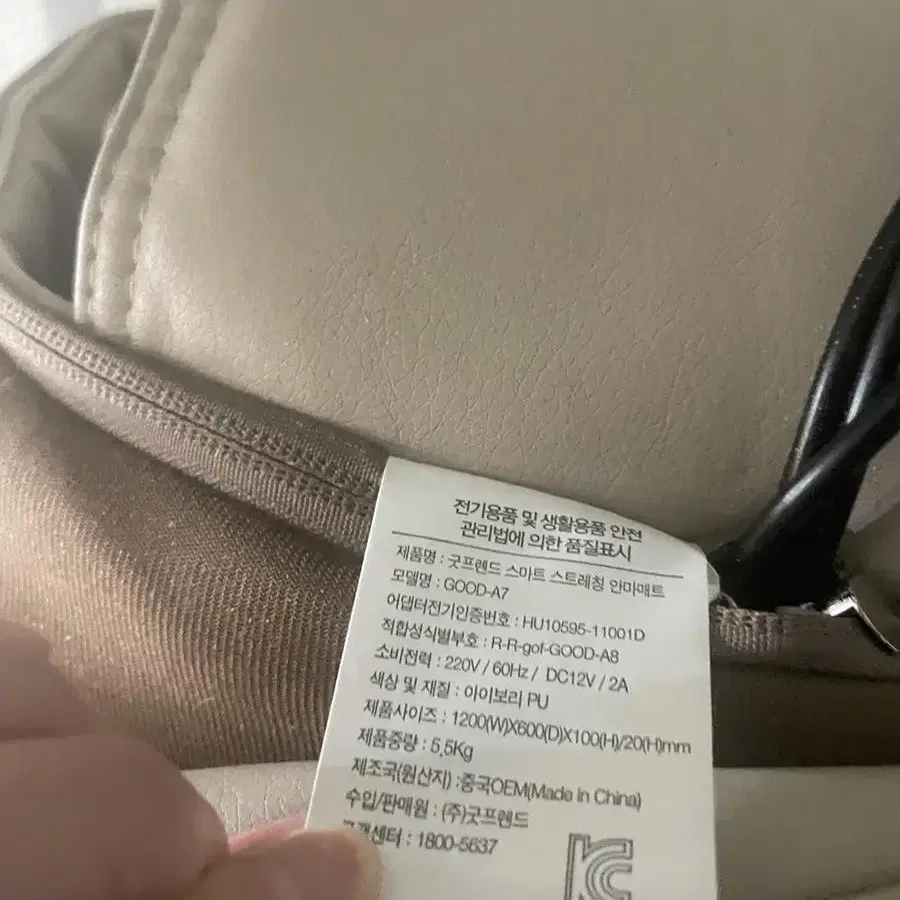 전기용품 및 생활용품 안전
관리법에 의한 품질표시
제품명 : 굿프렌드 스마트 스트레칭 안마매트
모델명 : GOOD-A7
어댑터전기인증번호 : HU10595-11001D
적합성식별부호 : R-R-gof-GOOD-A8
소비전력 : 220V / 60Hz / DC12V / 2A
색상 및 재질 : 아이보리 PU
제품사이즈 : 1200(W)X600(D)X100(H)/20(H)mm
제품중량 : 5,5Kg
제조국(원산지) :중국OEM(Made in China)
수입/판매원 : (주)굿프렌드
고객센터 : 1800-5637
KC